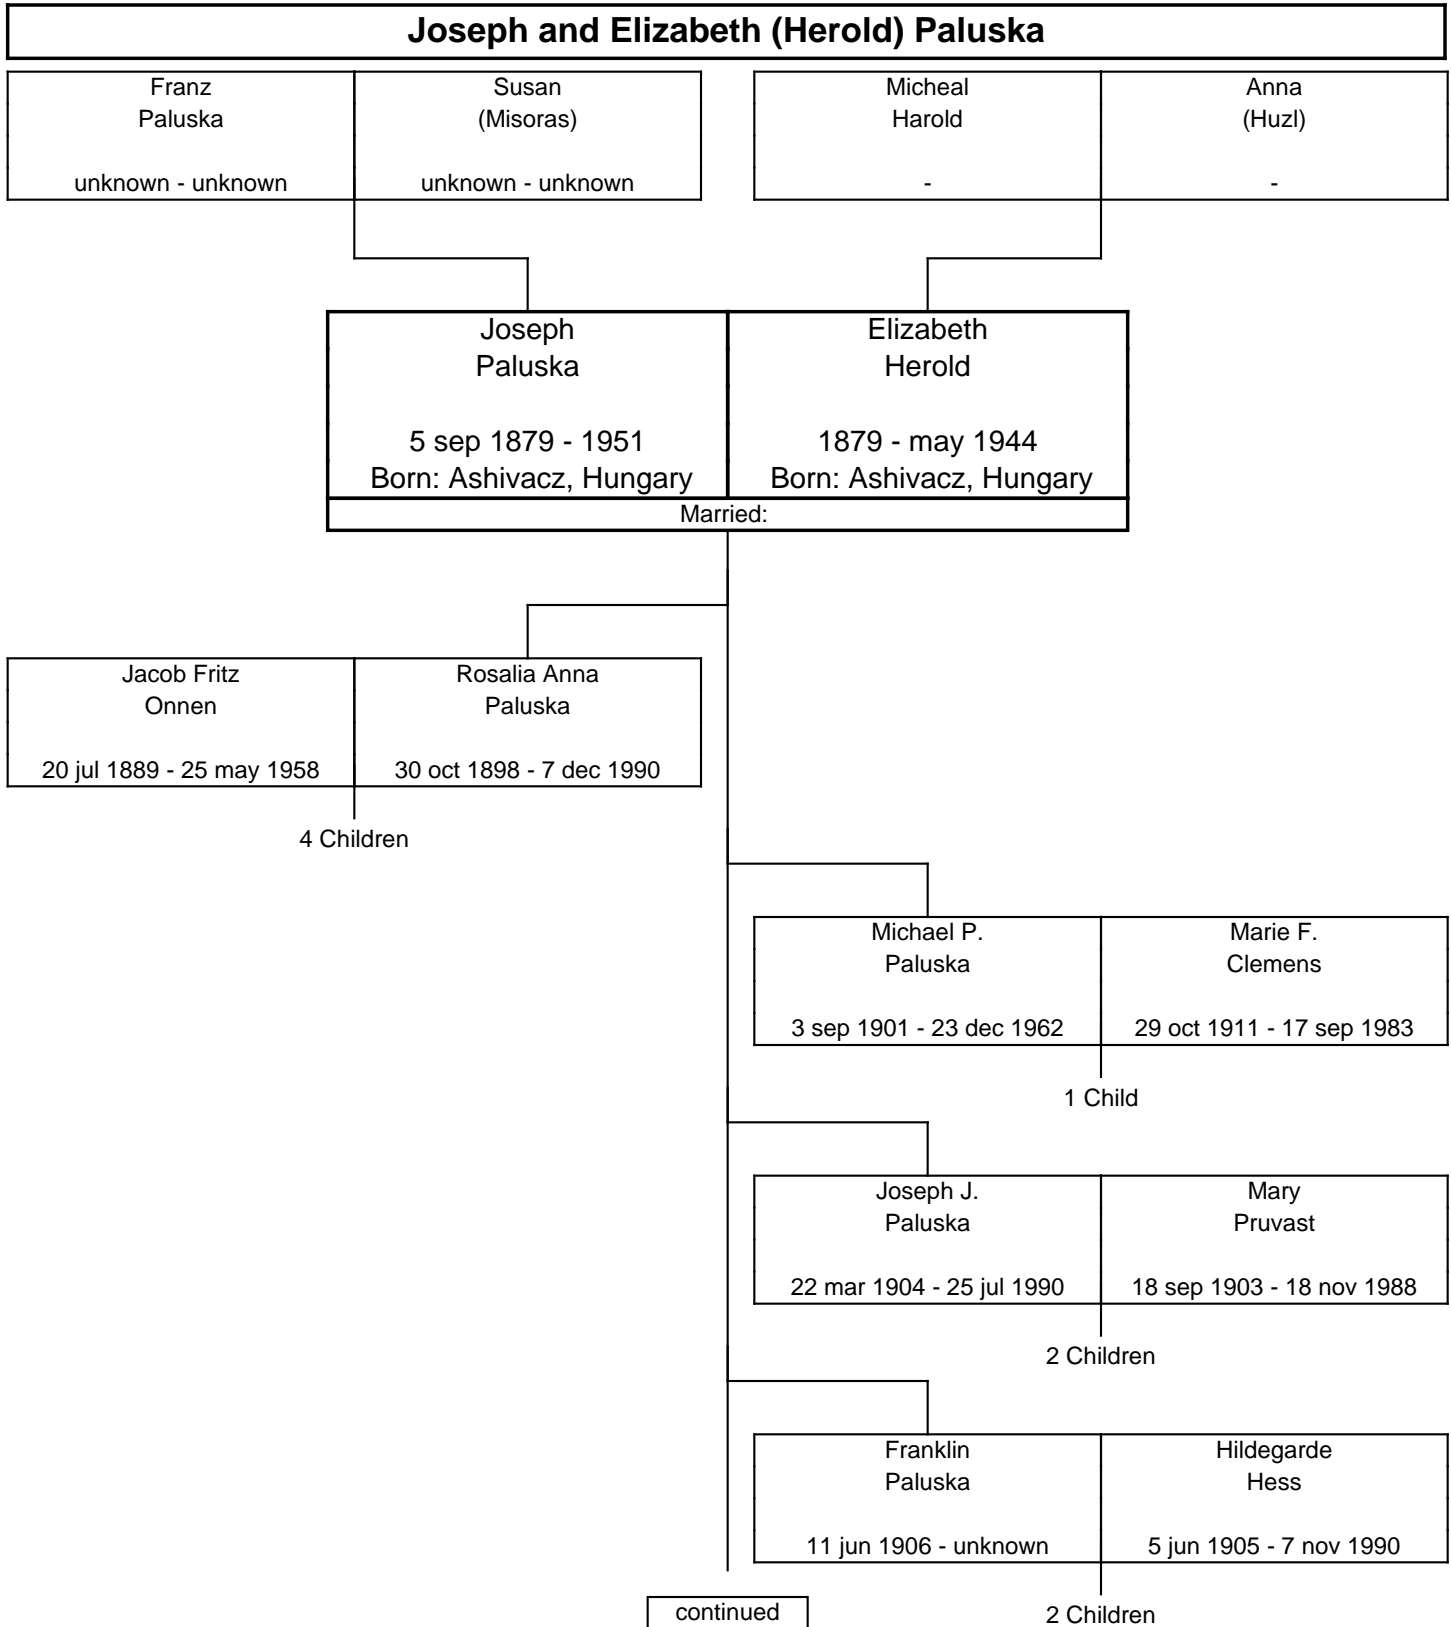 Joseph and Elizabeth (Herold) Paluska
Franz
Paluska
unknown - unknown
Susan
(Misoras)
unknown - unknown
Micheal
Harold
-
Anna
(Huzl)
-
Joseph
Paluska
5 sep 1879 - 1951
Born: Ashivacz, Hungary
Elizabeth
Herold
1879 - may 1944
Born: Ashivacz, Hungary
Married:
Jacob Fritz
Onnen
20 jul 1889 - 25 may 1958
Rosalia Anna
Paluska
30 oct 1898 - 7 dec 1990
4 Children
Michael P.
Paluska
3 sep 1901 - 23 dec 1962
Marie F.
Clemens
29 oct 1911 - 17 sep 1983
1 Child
Joseph J.
Paluska
22 mar 1904 - 25 jul 1990
Mary
Pruvast
18 sep 1903 - 18 nov 1988
2 Children
Franklin
Paluska
11 jun 1906 - unknown
Hildegarde
Hess
5 jun 1905 - 7 nov 1990
2 Children
continued